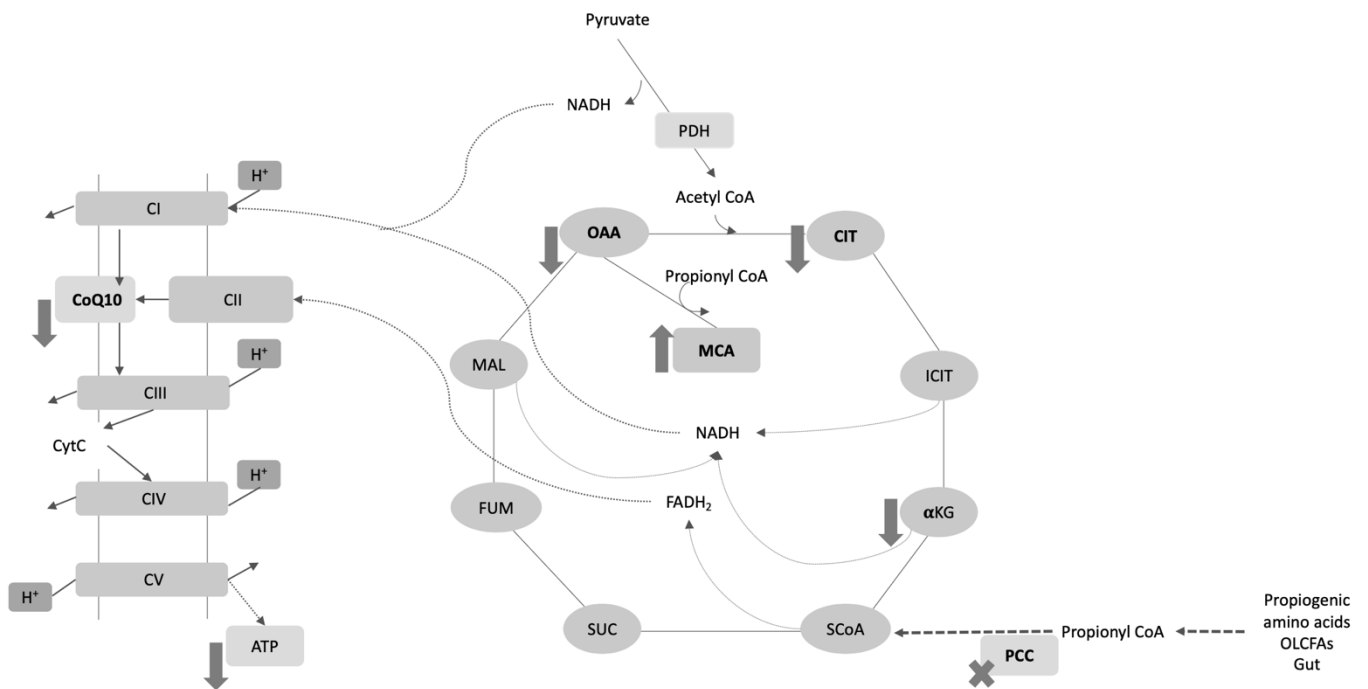 Pyruvate
NADH
PDH
H⁺
CI
Acetyl CoA
OAA
CIT
Propionyl CoA
CoQ10
CII
MCA
H⁺
MAL
ICIT
CIII
NADH
CytC
H⁺
CIV
FADH₂
FUM
αKG
CV
H⁺
ATP
SUC
SCoA
Propionyl CoA
PCC
Propiogenic
amino acids
OLCFAs
Gut